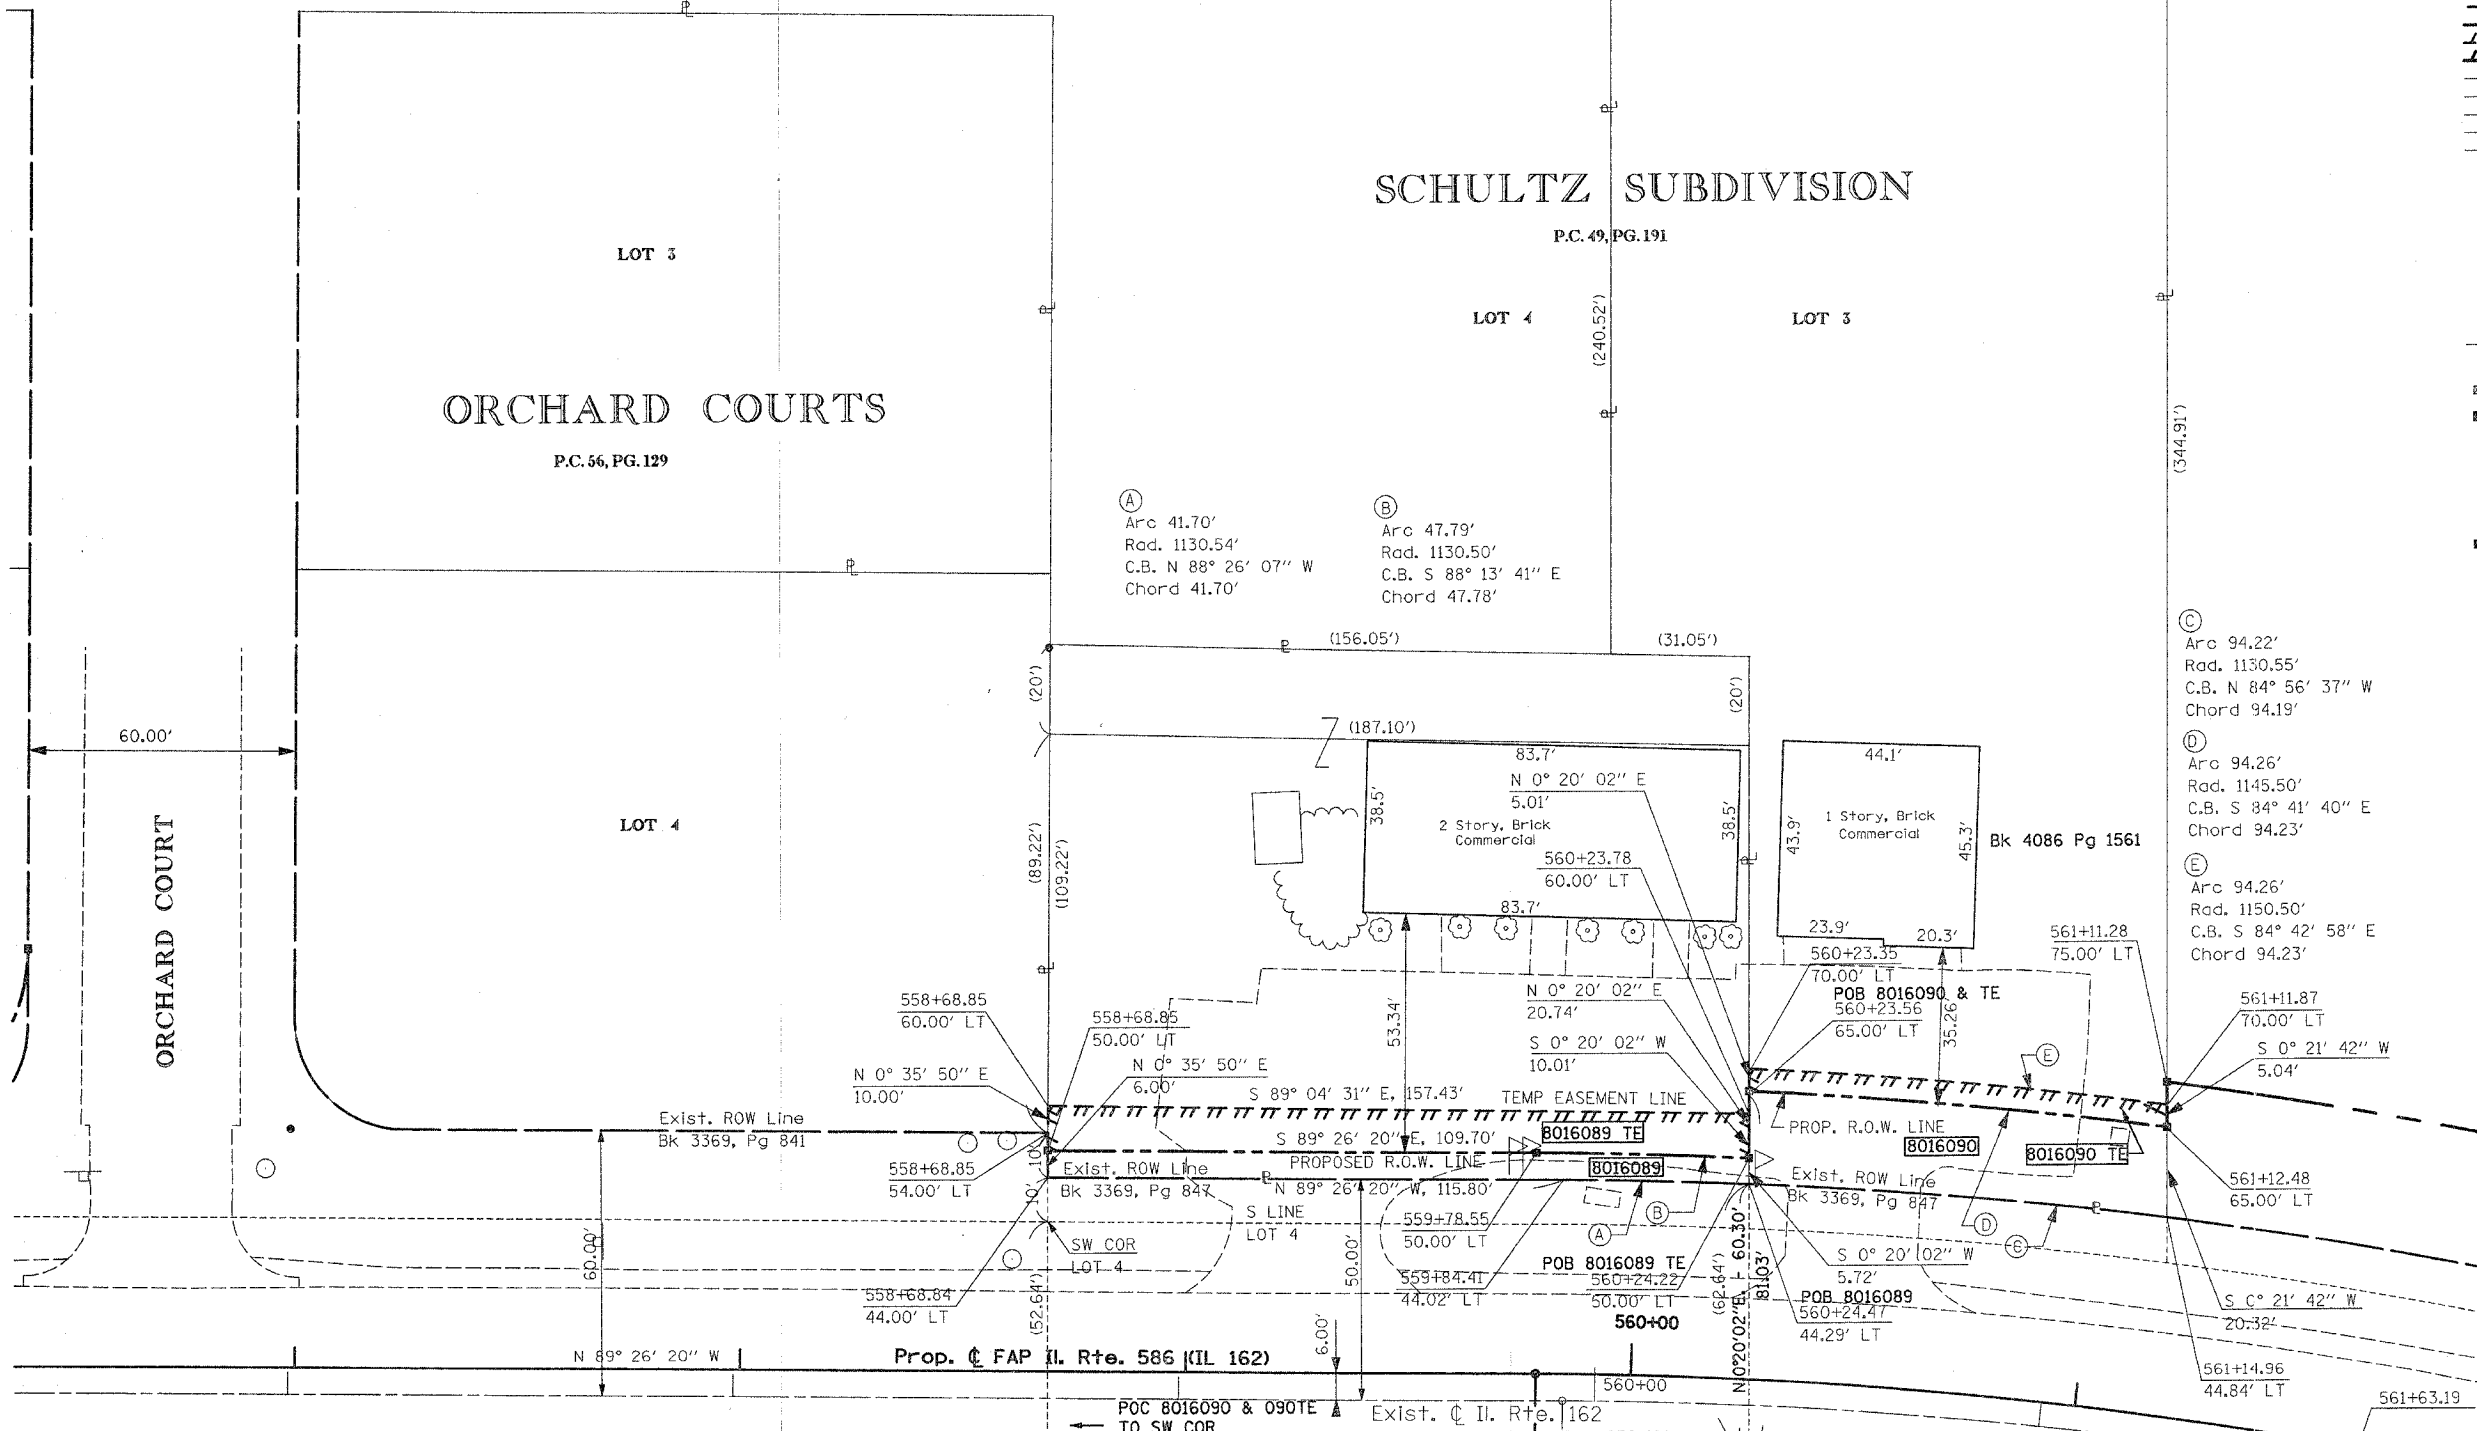 SCHULTZ SUBDIVISION
P.C. 49, PG. 191
LOT 3
LOT 4
LOT 3
(240.52')
(344.91')
ORCHARD COURTS
P.C. 56, PG. 129
A
Arc 41.70'
Rad. 1130.54'
C.B. N 88° 26' 07" W
Chord 41.70'
B
Arc 47.79'
Rad. 1130.50'
C.B. S 88° 13' 41" E
Chord 47.78'
C
Arc 94.22'
Rad. 1130.55'
C.B. N 84° 56' 37" W
Chord 94.19'
D
Arc 94.26'
Rad. 1145.50'
C.B. S 84° 41' 40" E
Chord 94.23'
E
Arc 94.26'
Rad. 1150.50'
C.B. S 84° 42' 58" E
Chord 94.23'
(156.05')
(31.05')
(20')
(20')
(187.10')
60.00'
ORCHARD COURT
LOT 4
(89.22')
(109.22')
83.7'
38.5'
38.5'
83.7'
N 0° 20' 02" E
5.01'
2 Story, Brick
Commercial
560+23.78
60.00' LT
44.1'
43.9'
45.3'
1 Story, Brick
Commercial
23.9'
20.3'
Bk 4086 Pg 1561
561+11.28
75.00' LT
560+23.35
70.00' LT
POB 8016090 & TE
560+23.56
65.00' LT
35.26'
53.34'
N 0° 20' 02" E
20.74'
S 0° 20' 02" W
10.01'
561+11.87
70.00' LT
S 0° 21' 42" W
5.04'
558+68.85
60.00' LT
558+68.85
50.00' LT
N 0° 35' 50" E
6.00'
N 0° 35' 50" E
10.00'
S 89° 04' 31" E, 157.43'
TEMP EASEMENT LINE
E
Exist. ROW Line
Bk 3369, Pg 841
S 89° 26' 20" E, 109.70'
8016089 TE
PROP. R.O.W. LINE
8016090
8016090 TE
558+68.85
54.00' LT
10'
10'
Exist. ROW Line
Bk 3369, Pg 847
PROPOSED R.O.W. LINE
8016089
N 89° 26' 20" W, 115.80'
Exist. ROW Line
Bk 3369, Pg 847
561+12.48
65.00' LT
S LINE
LOT 4
559+78.55
50.00' LT
B
A
D
C
SW COR
LOT 4
60.00'
50.00'
POB 8016089 TE
560+24.22
50.00' LT
559+84.41
44.02' LT
560+00
S 0° 20' 02" W
5.72'
POB 8016089
560+24.47
44.29' LT
558+68.84
44.00' LT
(52.64')
(62.64')
N 0°20'02" E - 60.30'
81.03'
S C° 21' 42" W
20.32'
561+14.96
44.84' LT
561+63.19
N 89° 26' 20" W
Prop. ℄ FAP Il. Rte. 586 (IL 162)
6.00'
560+00
POC 8016090 & 090TE
TO SW COR
Exist. ℄ Il. Rte. 162